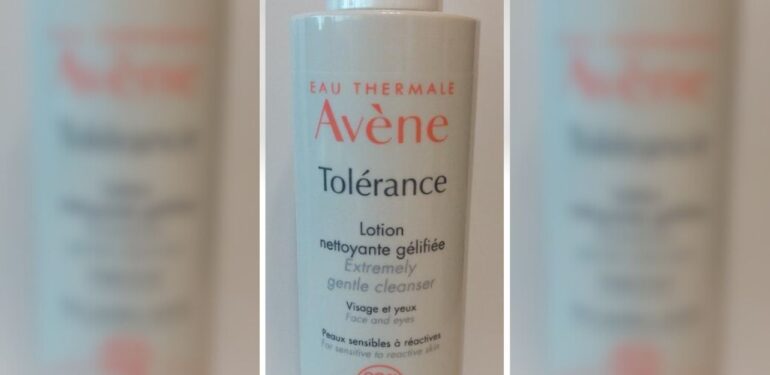 EAU THERMALE
Avène
Tolérance
Lotion
nettoyante gélifiée
Extremely
gentle cleanser
Visage et yeux
Face and eyes
Peaux sensibles à réactives
For sensitive to reactive skin